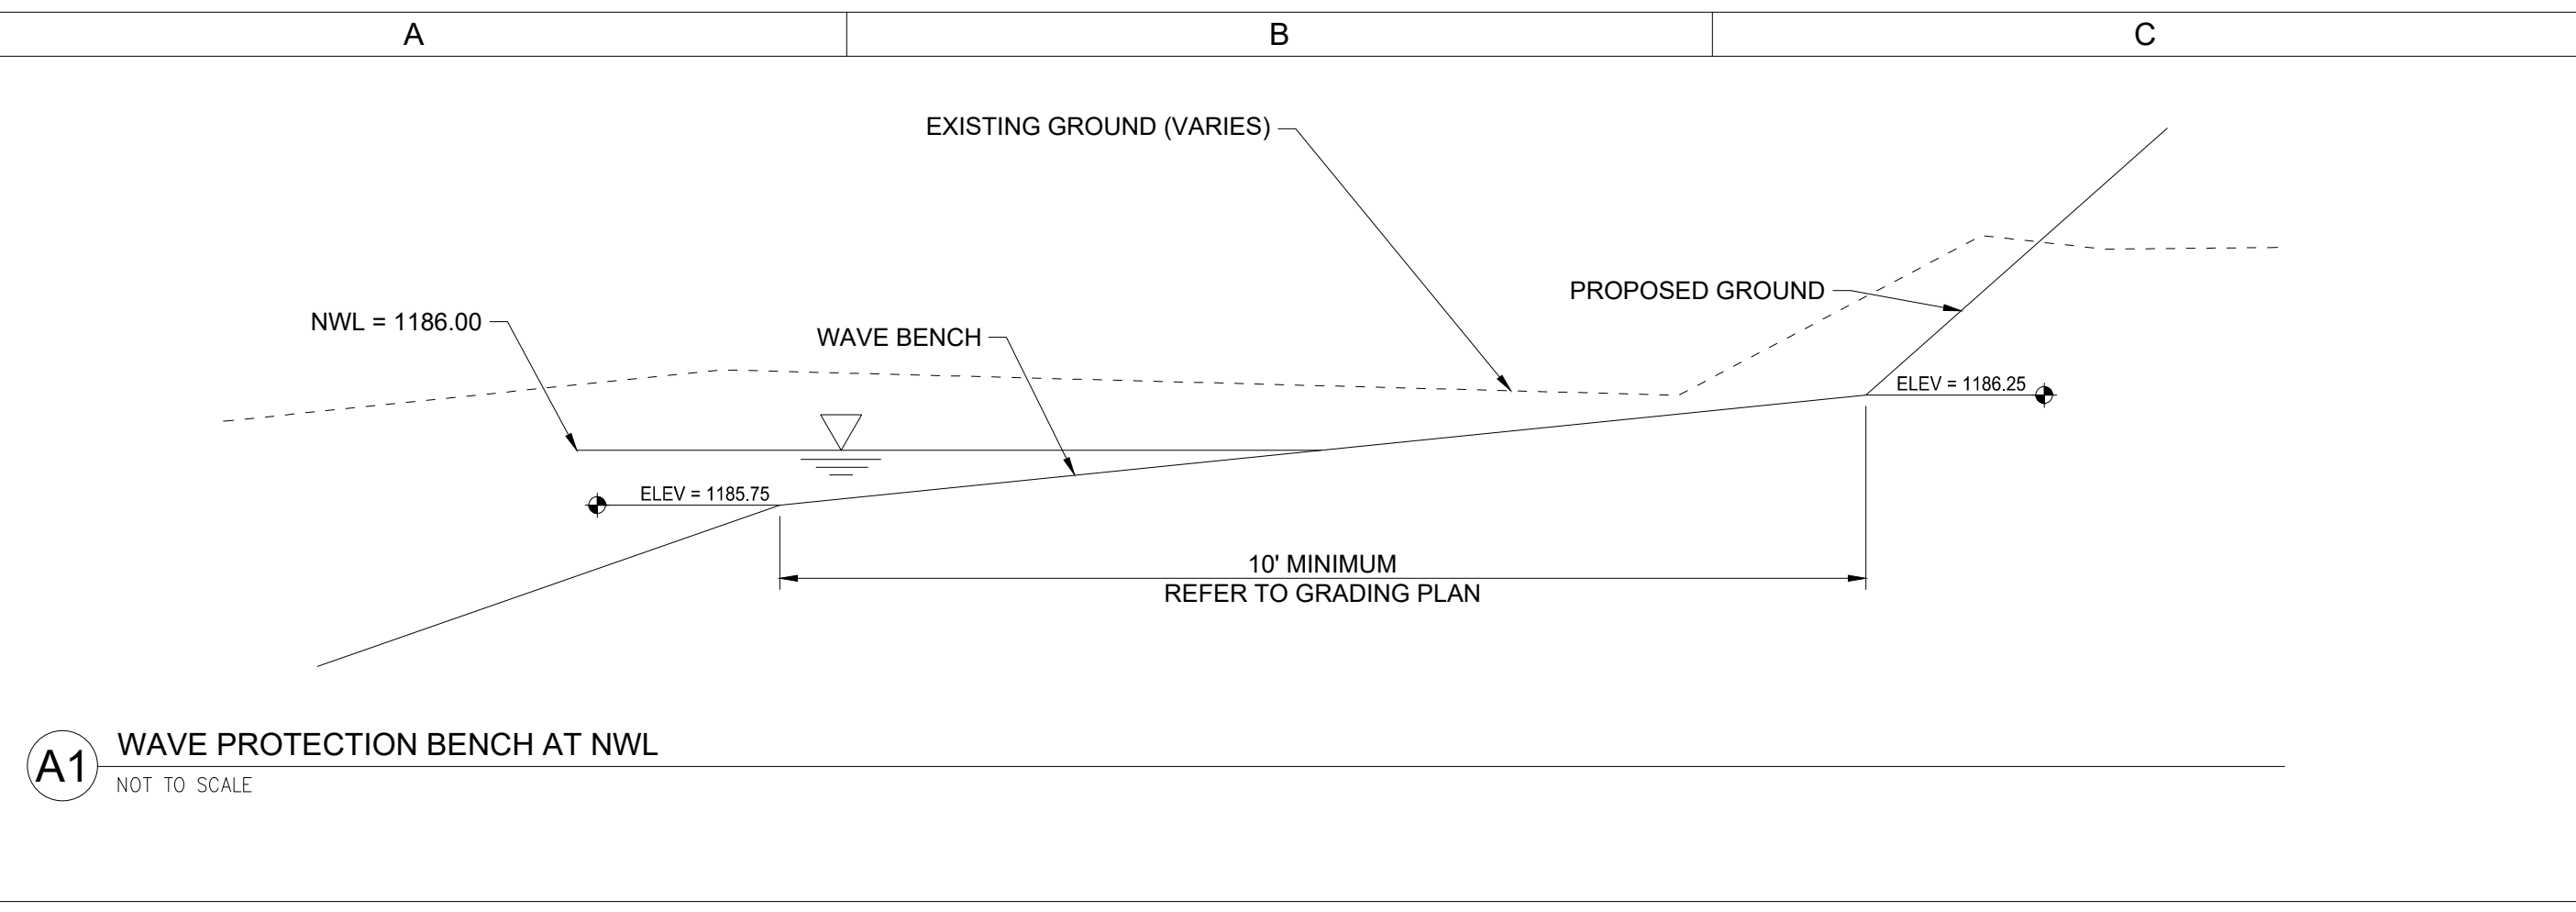 A
B
C
EXISTING GROUND (VARIES)
PROPOSED GROUND
NWL = 1186.00
WAVE BENCH
ELEV = 1186.25
ELEV = 1185.75
10' MINIMUM
REFER TO GRADING PLAN
A1
WAVE PROTECTION BENCH AT NWL
NOT TO SCALE